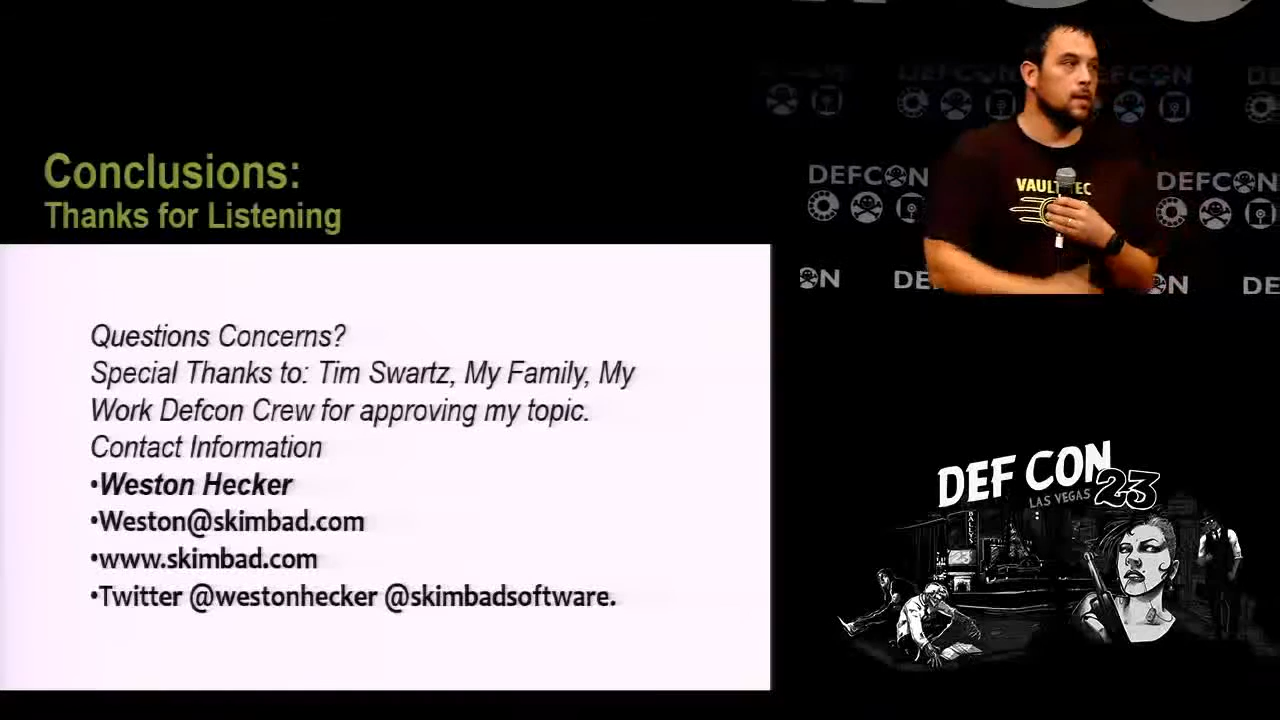 Conclusions:
Thanks for Listening
Questions Concerns?
Special Thanks to: Tim Swartz, My Family, My
Work Defcon Crew for approving my topic.
Contact Information
•Weston Hecker
•Weston@skimbad.com
•www.skimbad.com
•Twitter @westonhecker @skimbadsoftware.
DEFCON
DEFCON
DEFCON
DEFCON
VAULT TEC
DEF CON
LAS VEGAS 23
BALLYS